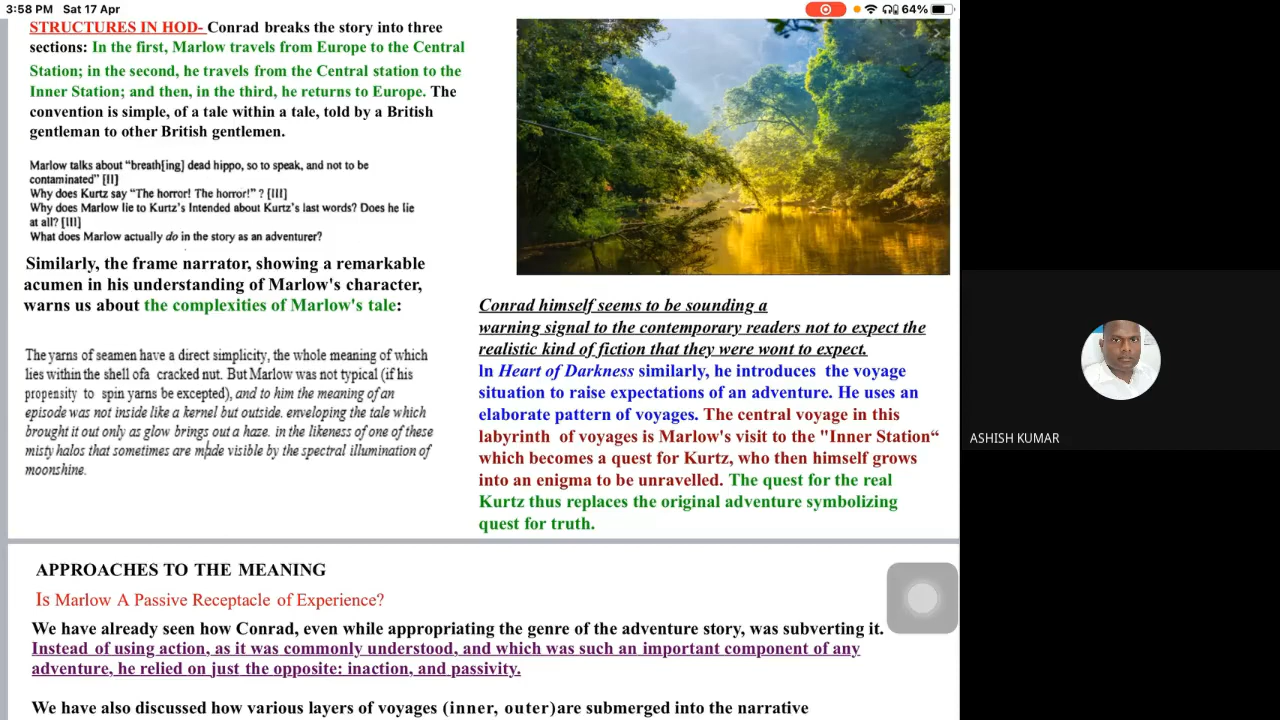 3:58 PM Sat 17 Apr
64%
STRUCTURES IN HOD- Conrad breaks the story into three
sections: In the first, Marlow travels from Europe to the Central
Station; in the second, he travels from the Central station to the
Inner Station; and then, in the third, he returns to Europe. The
convention is simple, of a tale within a tale, told by a British
gentleman to other British gentlemen.
Marlow talks about "breath[ing] dead hippo, so to speak, and not to be
contaminated" [II]
Why does Kurtz say "The horror! The horror!" ? [III]
Why does Marlow lie to Kurtz's Intended about Kurtz's last words? Does he lie
at all? [III]
What does Marlow actually do in the story as an adventurer?
Similarly, the frame narrator, showing a remarkable
acumen in his understanding of Marlow's character,
warns us about the complexities of Marlow's tale:
The yarns of seamen have a direct simplicity, the whole meaning of which
lies within the shell ofa cracked nut. But Marlow was not typical (if his
propensity to spin yarns be excepted), and to him the meaning of an
episode was not inside like a kernel but outside. enveloping the tale which
brought it out only as glow brings out a haze. in the likeness of one of these
misty halos that sometimes are made visible by the spectral illumination of
moonshine.
Conrad himself seems to be sounding a
warning signal to the contemporary readers not to expect the
realistic kind of fiction that they were wont to expect.
In Heart of Darkness similarly, he introduces the voyage
situation to raise expectations of an adventure. He uses an
elaborate pattern of voyages. The central voyage in this
labyrinth of voyages is Marlow's visit to the "Inner Station“
which becomes a quest for Kurtz, who then himself grows
into an enigma to be unravelled. The quest for the real
Kurtz thus replaces the original adventure symbolizing
quest for truth.
ASHISH KUMAR
APPROACHES TO THE MEANING
Is Marlow A Passive Receptacle of Experience?
We have already seen how Conrad, even while appropriating the genre of the adventure story, was subverting it.
Instead of using action, as it was commonly understood, and which was such an important component of any
adventure, he relied on just the opposite: inaction, and passivity.
We have also discussed how various layers of voyages (inner, outer)are submerged into the narrative